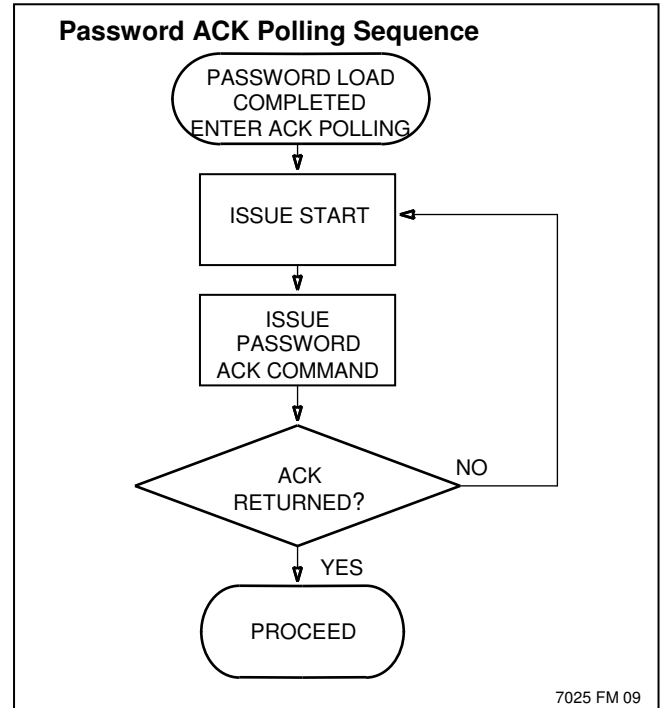 Password ACK Polling Sequence
PASSWORD LOAD
COMPLETED
ENTER ACK POLLING
ISSUE START
ISSUE
PASSWORD
ACK COMMAND
ACK
RETURNED?
NO
YES
PROCEED
7025 FM 09